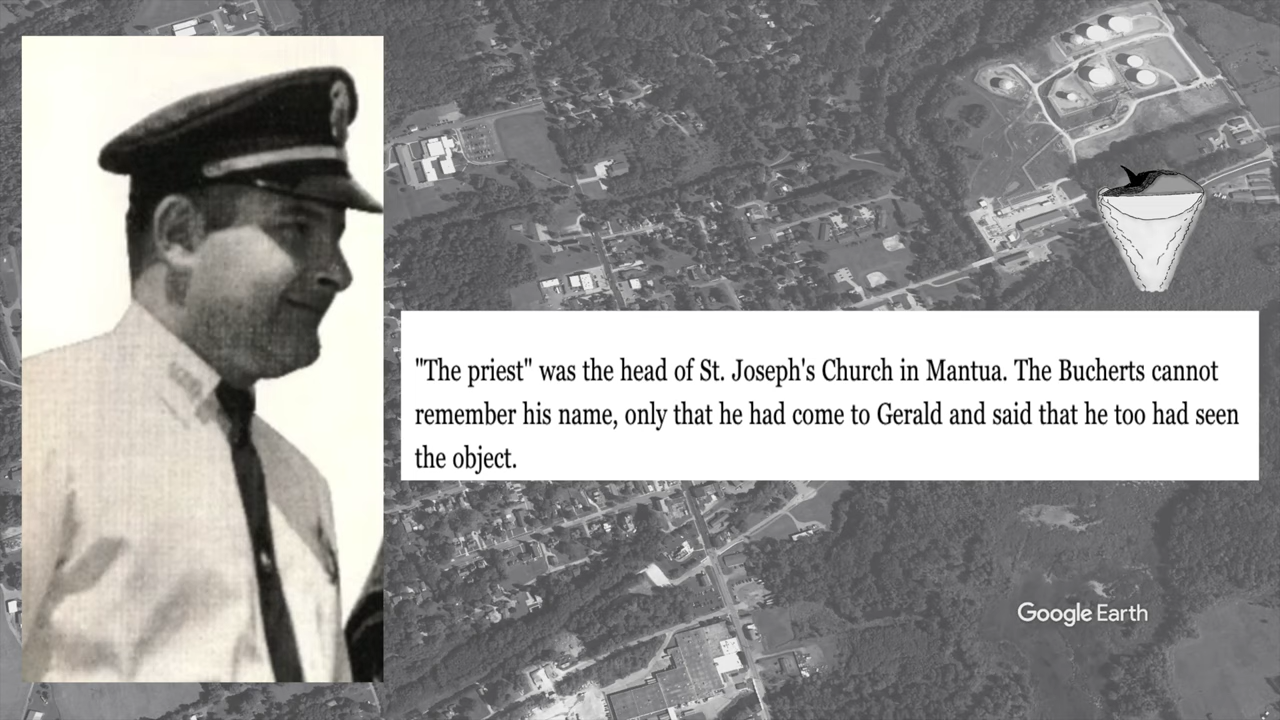 "The priest" was the head of St. Joseph's Church in Mantua. The Bucherts cannot
remember his name, only that he had come to Gerald and said that he too had seen
the object.
Google Earth